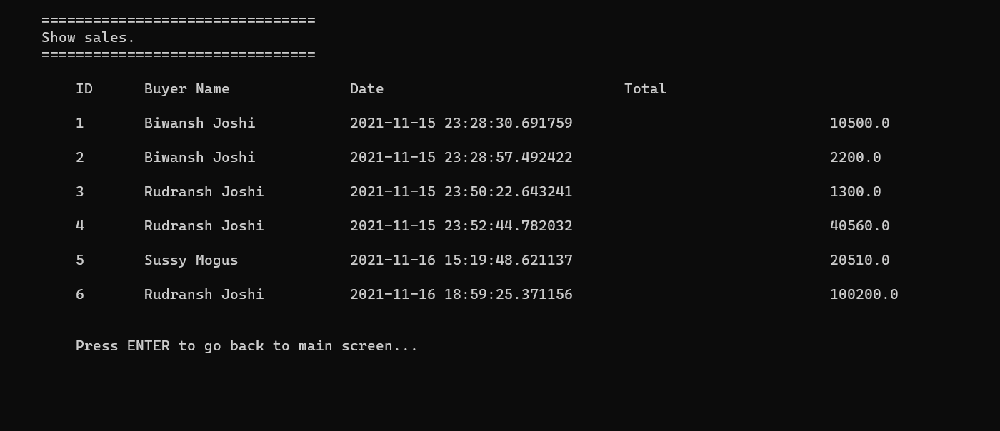 ================================
Show sales.
================================
ID Buyer Name Date Total
1 Biwansh Joshi 2021-11-15 23:28:30.691759 10500.0
2 Biwansh Joshi 2021-11-15 23:28:57.492422 2200.0
3 Rudransh Joshi 2021-11-15 23:50:22.643241 1300.0
4 Rudransh Joshi 2021-11-15 23:52:44.782032 40560.0
5 Sussy Mogus 2021-11-16 15:19:48.621137 20510.0
6 Rudransh Joshi 2021-11-16 18:59:25.371156 100200.0
Press ENTER to go back to main screen...